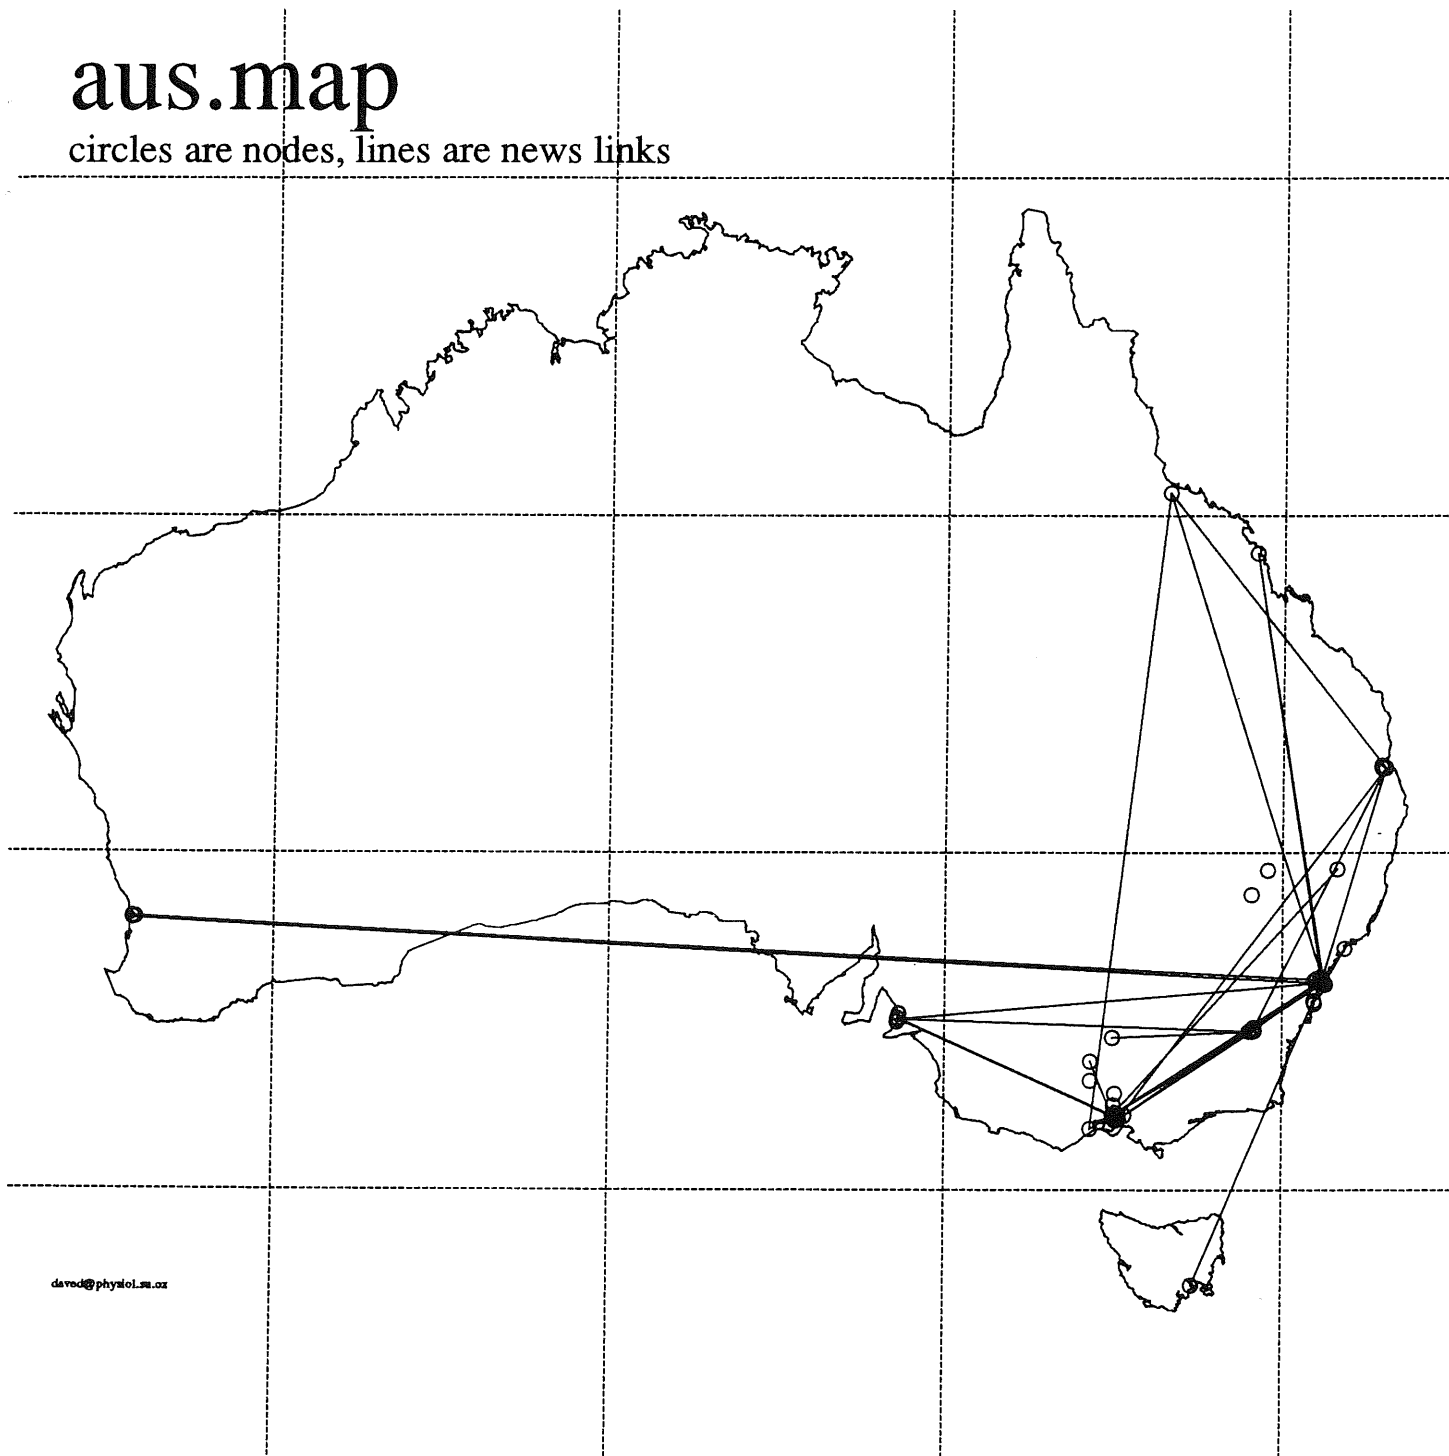 aus.map
circles are nodes, lines are news links
daved@physiol.su.oz